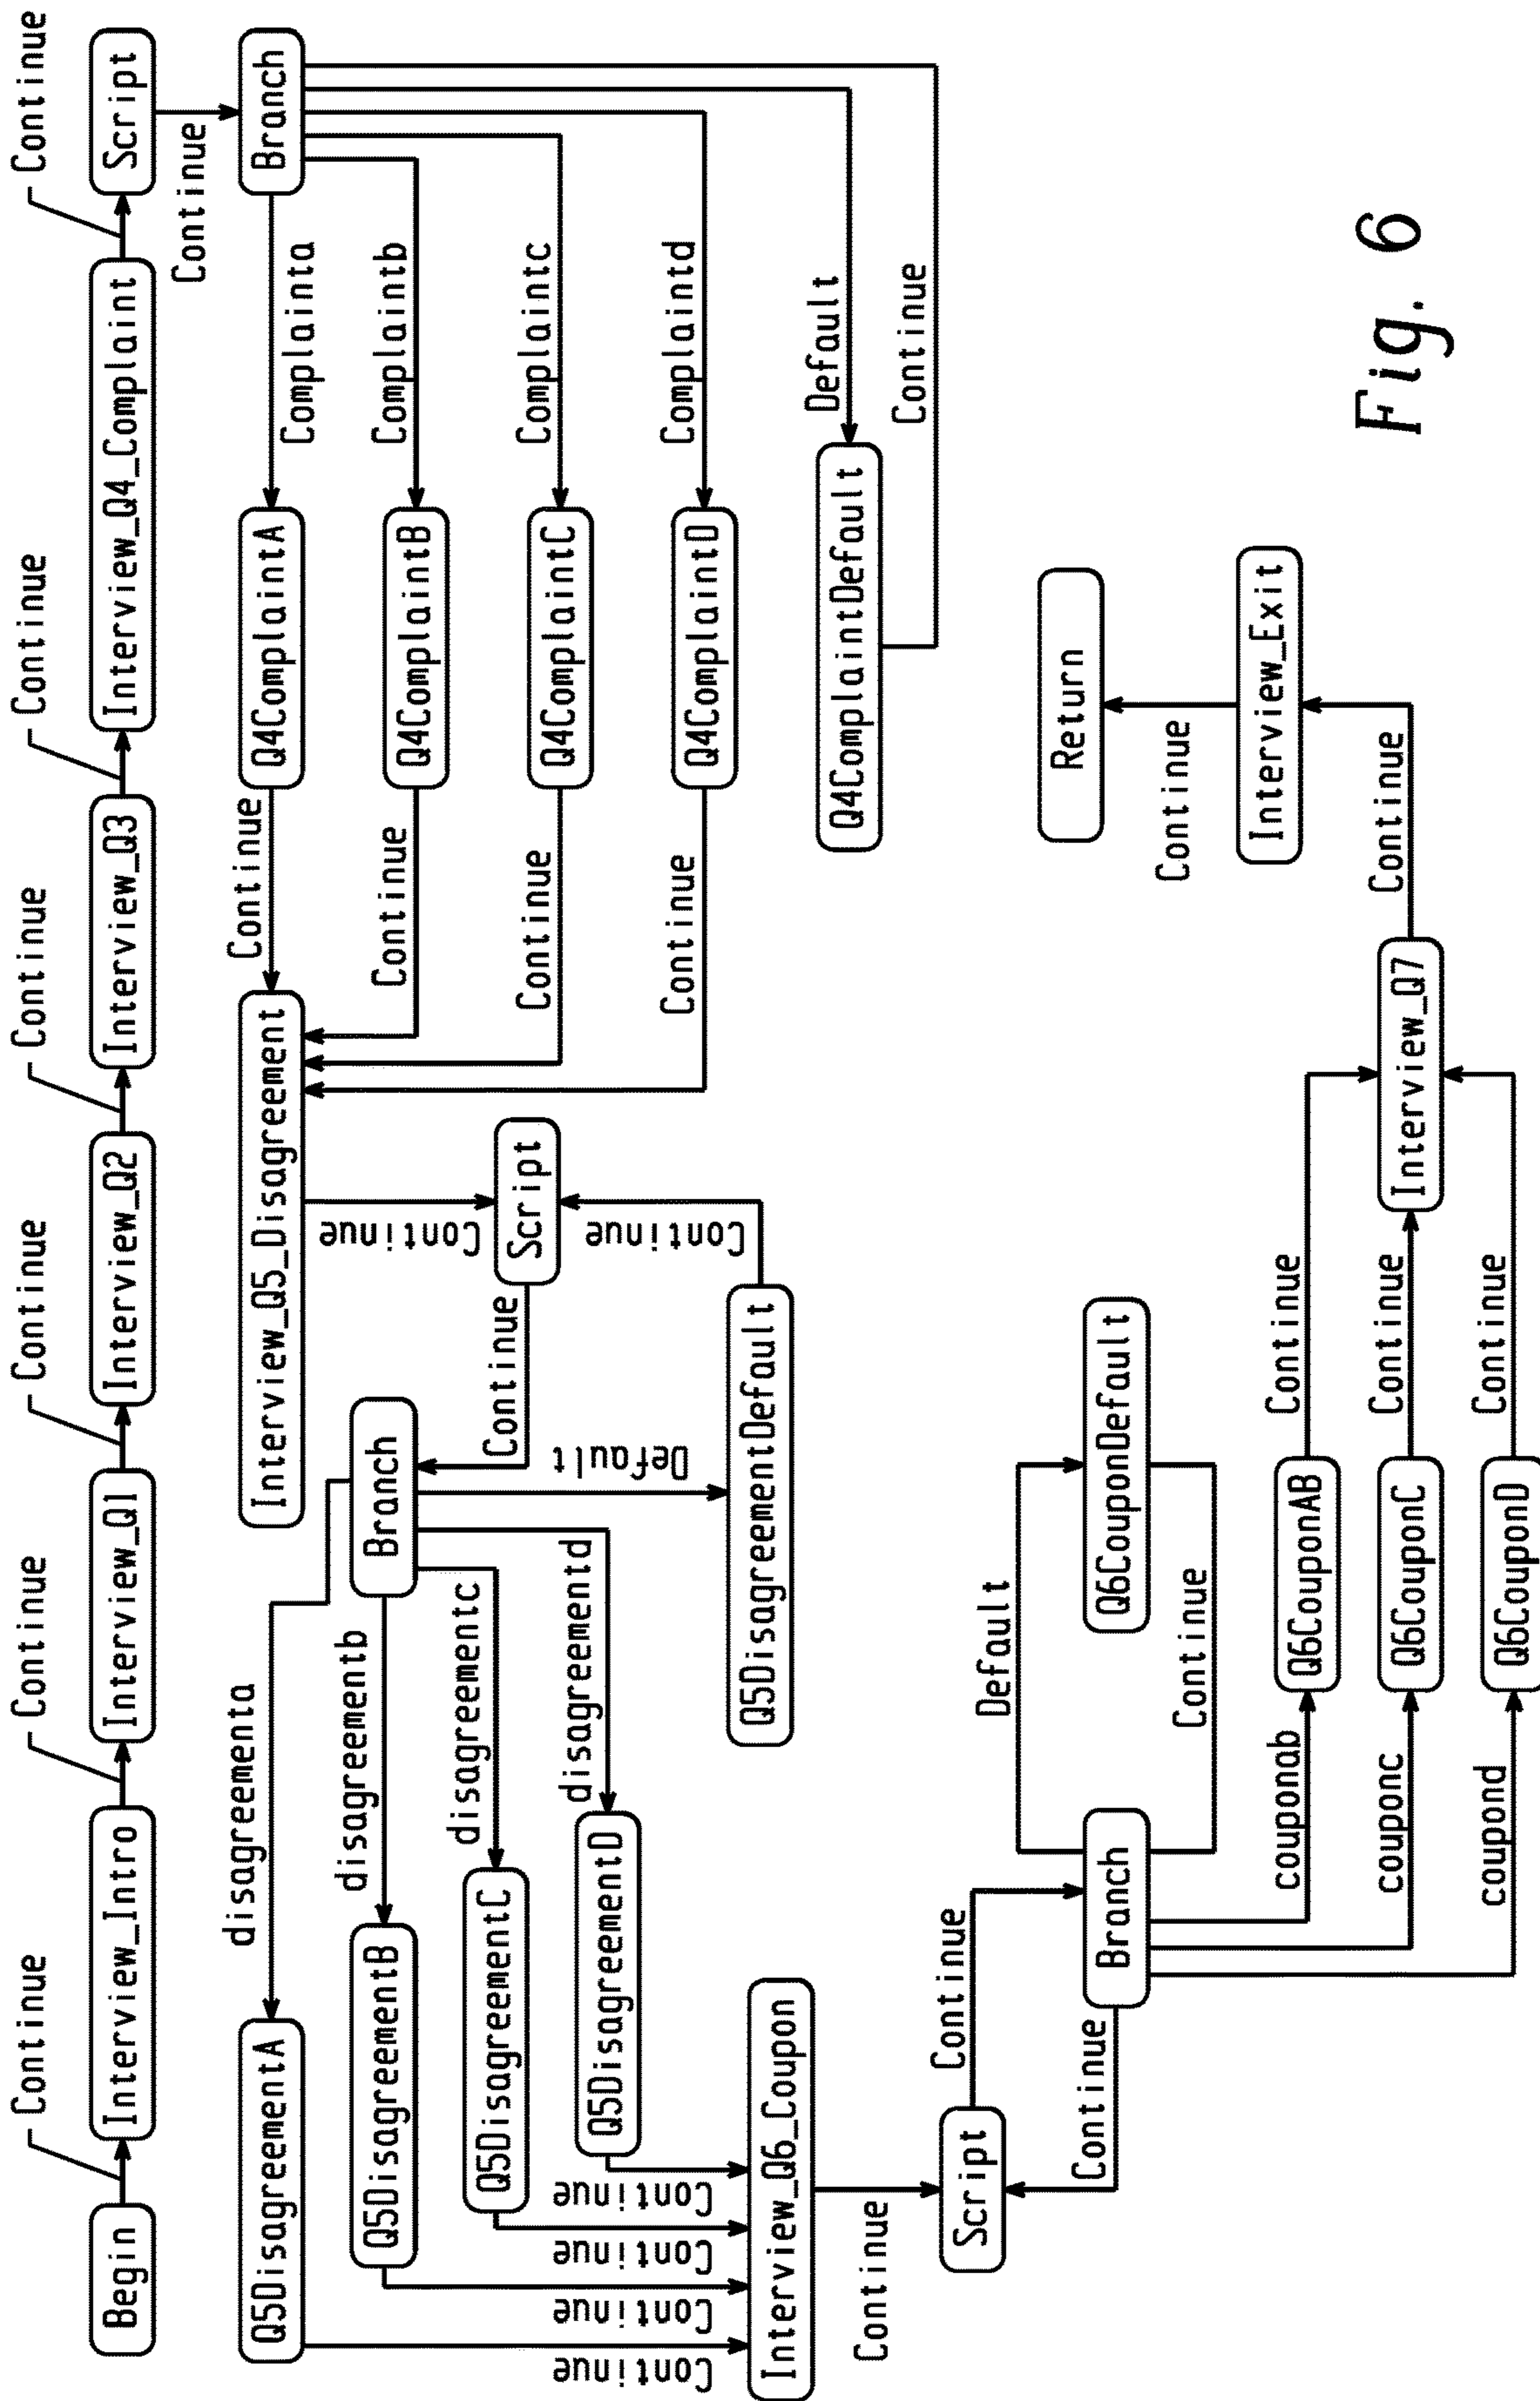 Continue
Continue
Continue
Continue
Continue
Continue
Begin
Interview_Intro
Interview_Q1
Interview_Q2
Interview_Q3
Interview_Q4_Complaint
Script
Continue
Branch
Complainta
Complaintb
Complaintc
Complaintd
Default
Continue
Q4ComplaintA
Q4ComplaintB
Q4ComplaintC
Q4ComplaintD
Q4ComplaintDefault
Continue
Continue
Continue
Continue
Interview_Q5_Disagreement
Continue
Script
Continue
Continue
Branch
Default
Q5DisagreementDefault
disagreementa
disagreementb
disagreementc
disagreementd
Q5DisagreementA
Q5DisagreementB
Q5DisagreementC
Q5DisagreementD
Continue
Continue
Continue
Continue
Interview_Q6_Coupon
Continue
Script
Continue
Continue
Branch
Default
Q6CouponDefault
Continue
couponab
couponc
coupond
Q6CouponAB
Q6CouponC
Q6CouponD
Continue
Continue
Continue
Interview_Q7
Continue
Interview_Exit
Continue
Return
Fig. 6